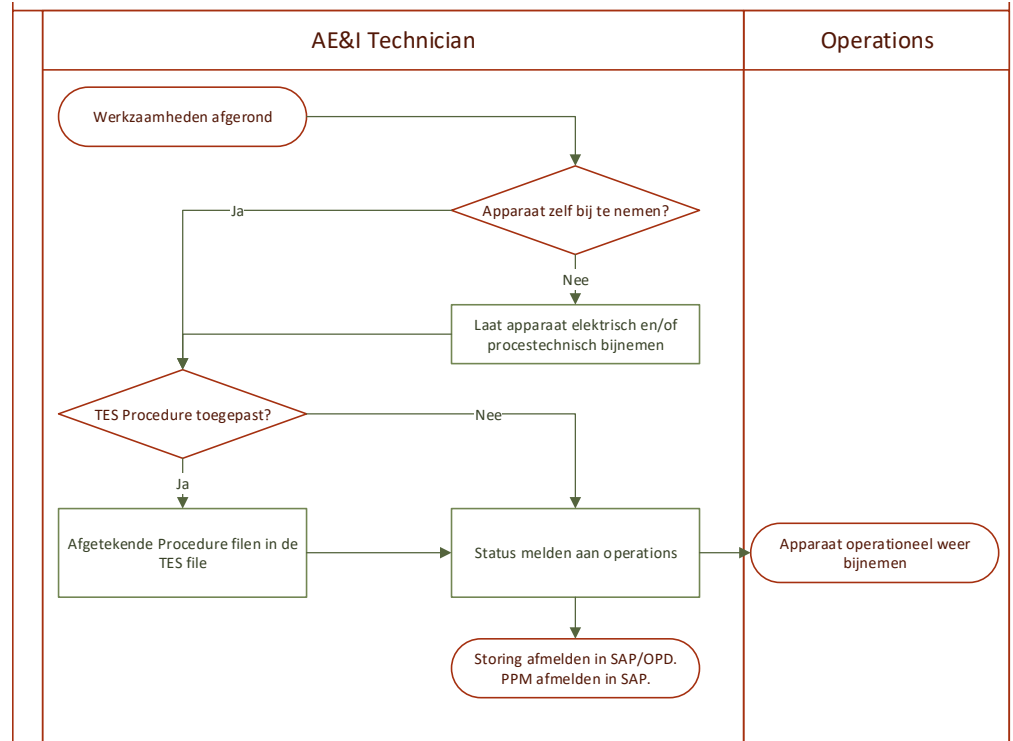 AE&I Technician
Operations
Werkzaamheden afgerond
Apparaat zelf bij te nemen?
Ja
Nee
Laat apparaat elektrisch en/of
procestechnisch bijnemen
TES Procedure toegepast?
Nee
Ja
Afgetekende Procedure filen in de
TES file
Status melden aan operations
Apparaat operationeel weer
bijnemen
Storing afmelden in SAP/OPD.
PPM afmelden in SAP.